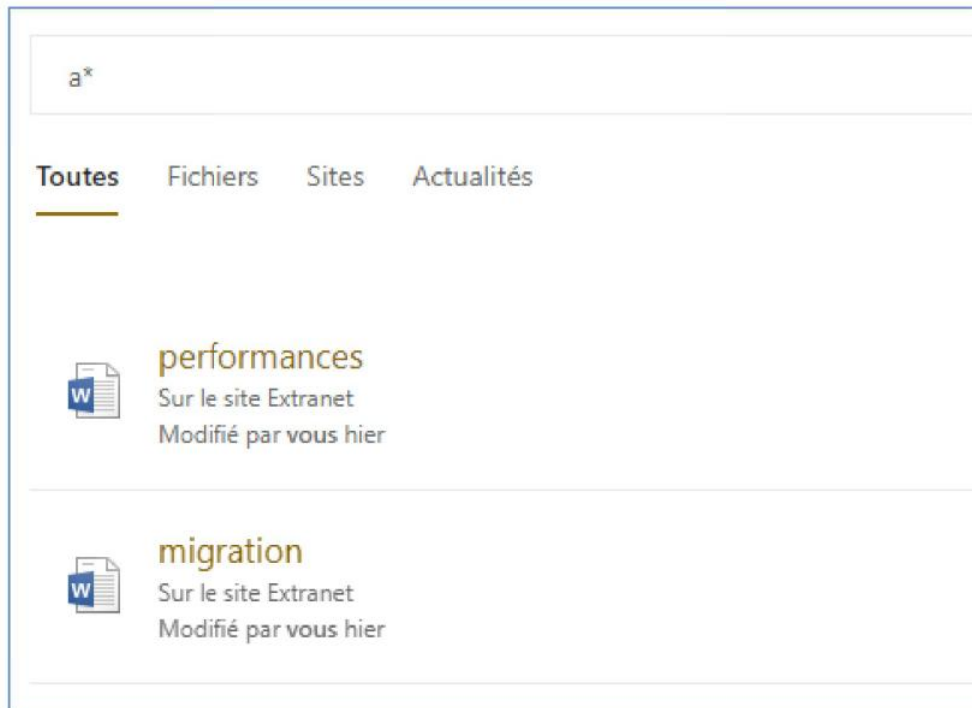 a*
Toutes Fichiers Sites Actualités
performances
W
Sur le site Extranet
Modifié par vous hier
migration
W
Sur le site Extranet
Modifié par vous hier